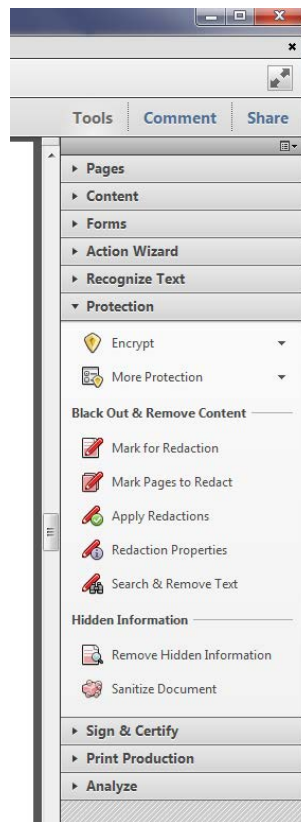 Tools Comment Share
Pages
Content
Forms
Action Wizard
Recognize Text
Protection
Encrypt
More Protection
Black Out & Remove Content
Mark for Redaction
Mark Pages to Redact
Apply Redactions
Redaction Properties
Search & Remove Text
Hidden Information
Remove Hidden Information
Sanitize Document
Sign & Certify
Print Production
Analyze